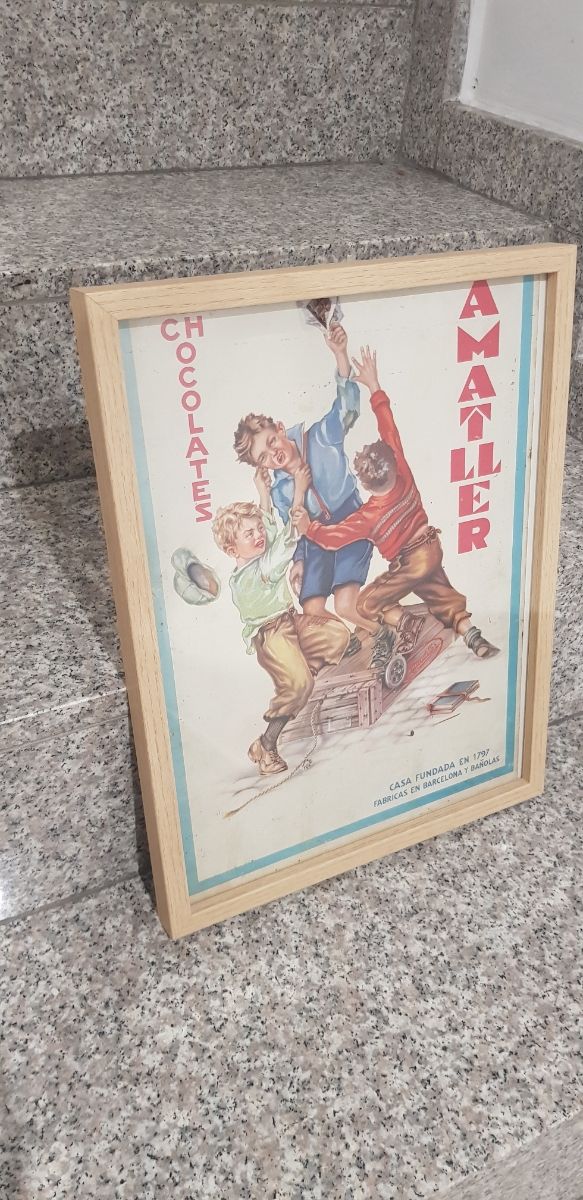 CHOCOLATES
AMATLLER
CASA FUNDADA EN 1797
FABRICAS EN BARCELONA Y BAÑOLAS